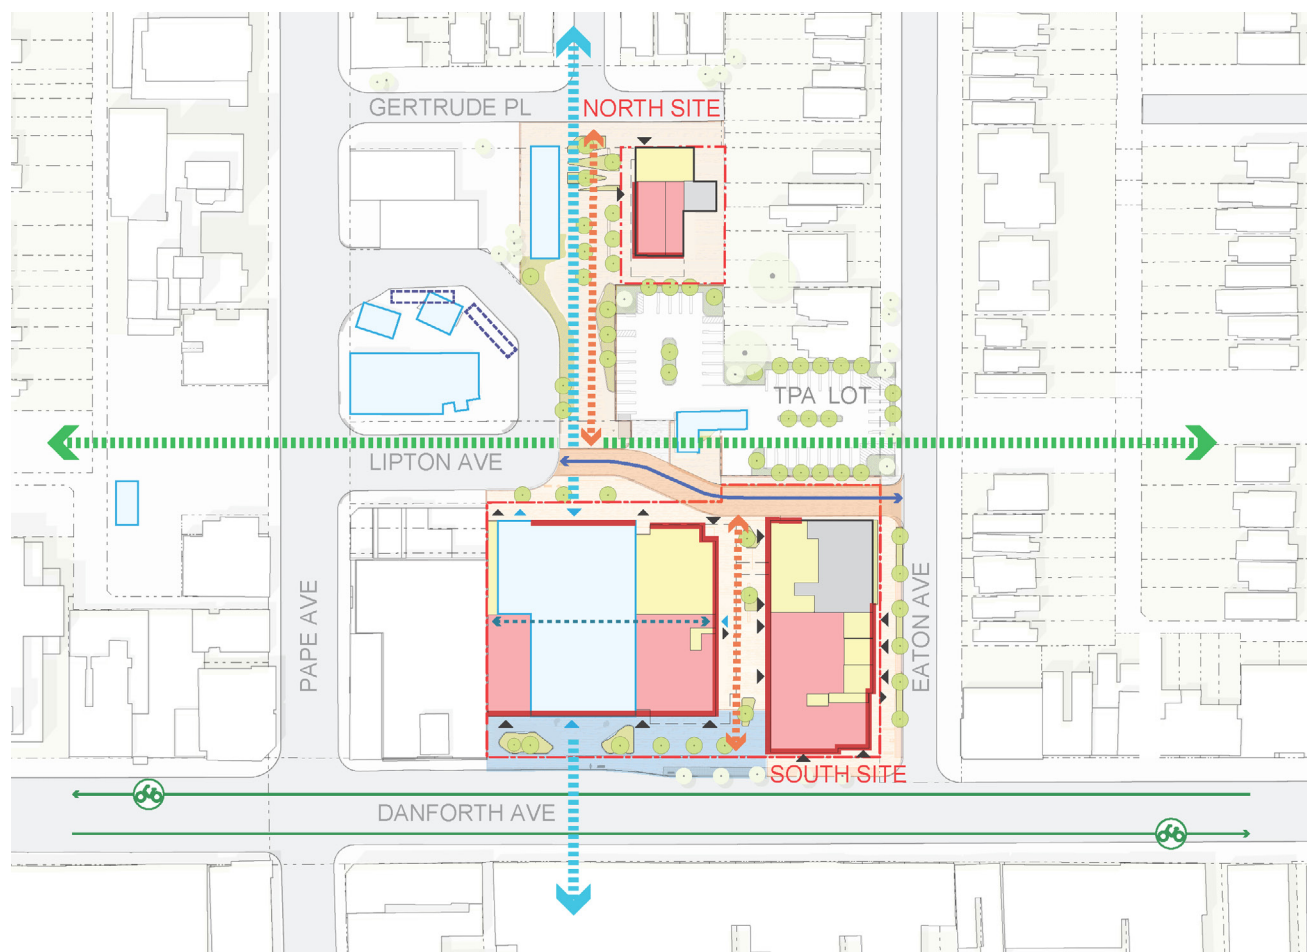 GERTRUDE PL
NORTH SITE
TPA LOT
LIPTON AVE
PAPE AVE
EATON AVE
SOUTH SITE
DANFORTH AVE